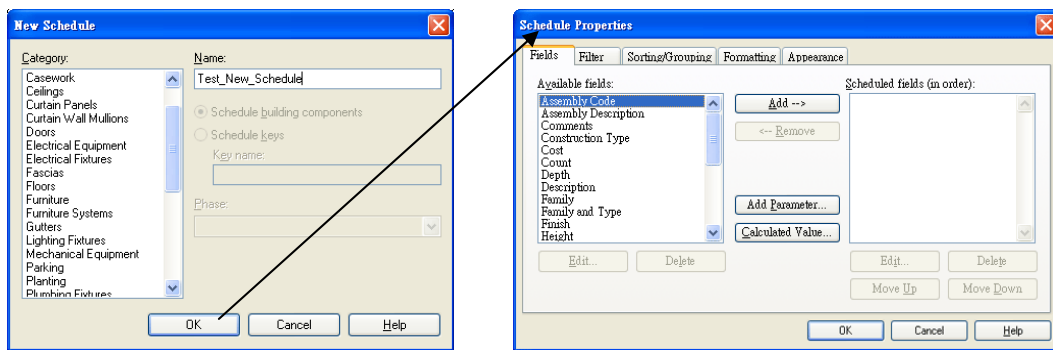 New Schedule
Category:
Casework
Ceilings
Curtain Panels
Curtain Wall Mullions
Doors
Electrical Equipment
Electrical Fixtures
Fascias
Floors
Furniture
Furniture Systems
Gutters
Lighting Fixtures
Mechanical Equipment
Parking
Planting
Plumbing Fixtures
Name:
Test_New_Schedule
Schedule building components
Schedule keys
Key name:
Phase:
OK
Cancel
Help
Schedule Properties
Fields Filter Sorting/Grouping Formatting Appearance
Available fields:
Assembly Code
Assembly Description
Comments
Construction Type
Cost
Count
Depth
Description
Family
Family and Type
Finish
Height
Edit... Delete
Add -->
<-- Remove
Add Parameter...
Calculated Value...
Scheduled fields (in order):
Edit... Delete
Move Up Move Down
OK Cancel Help